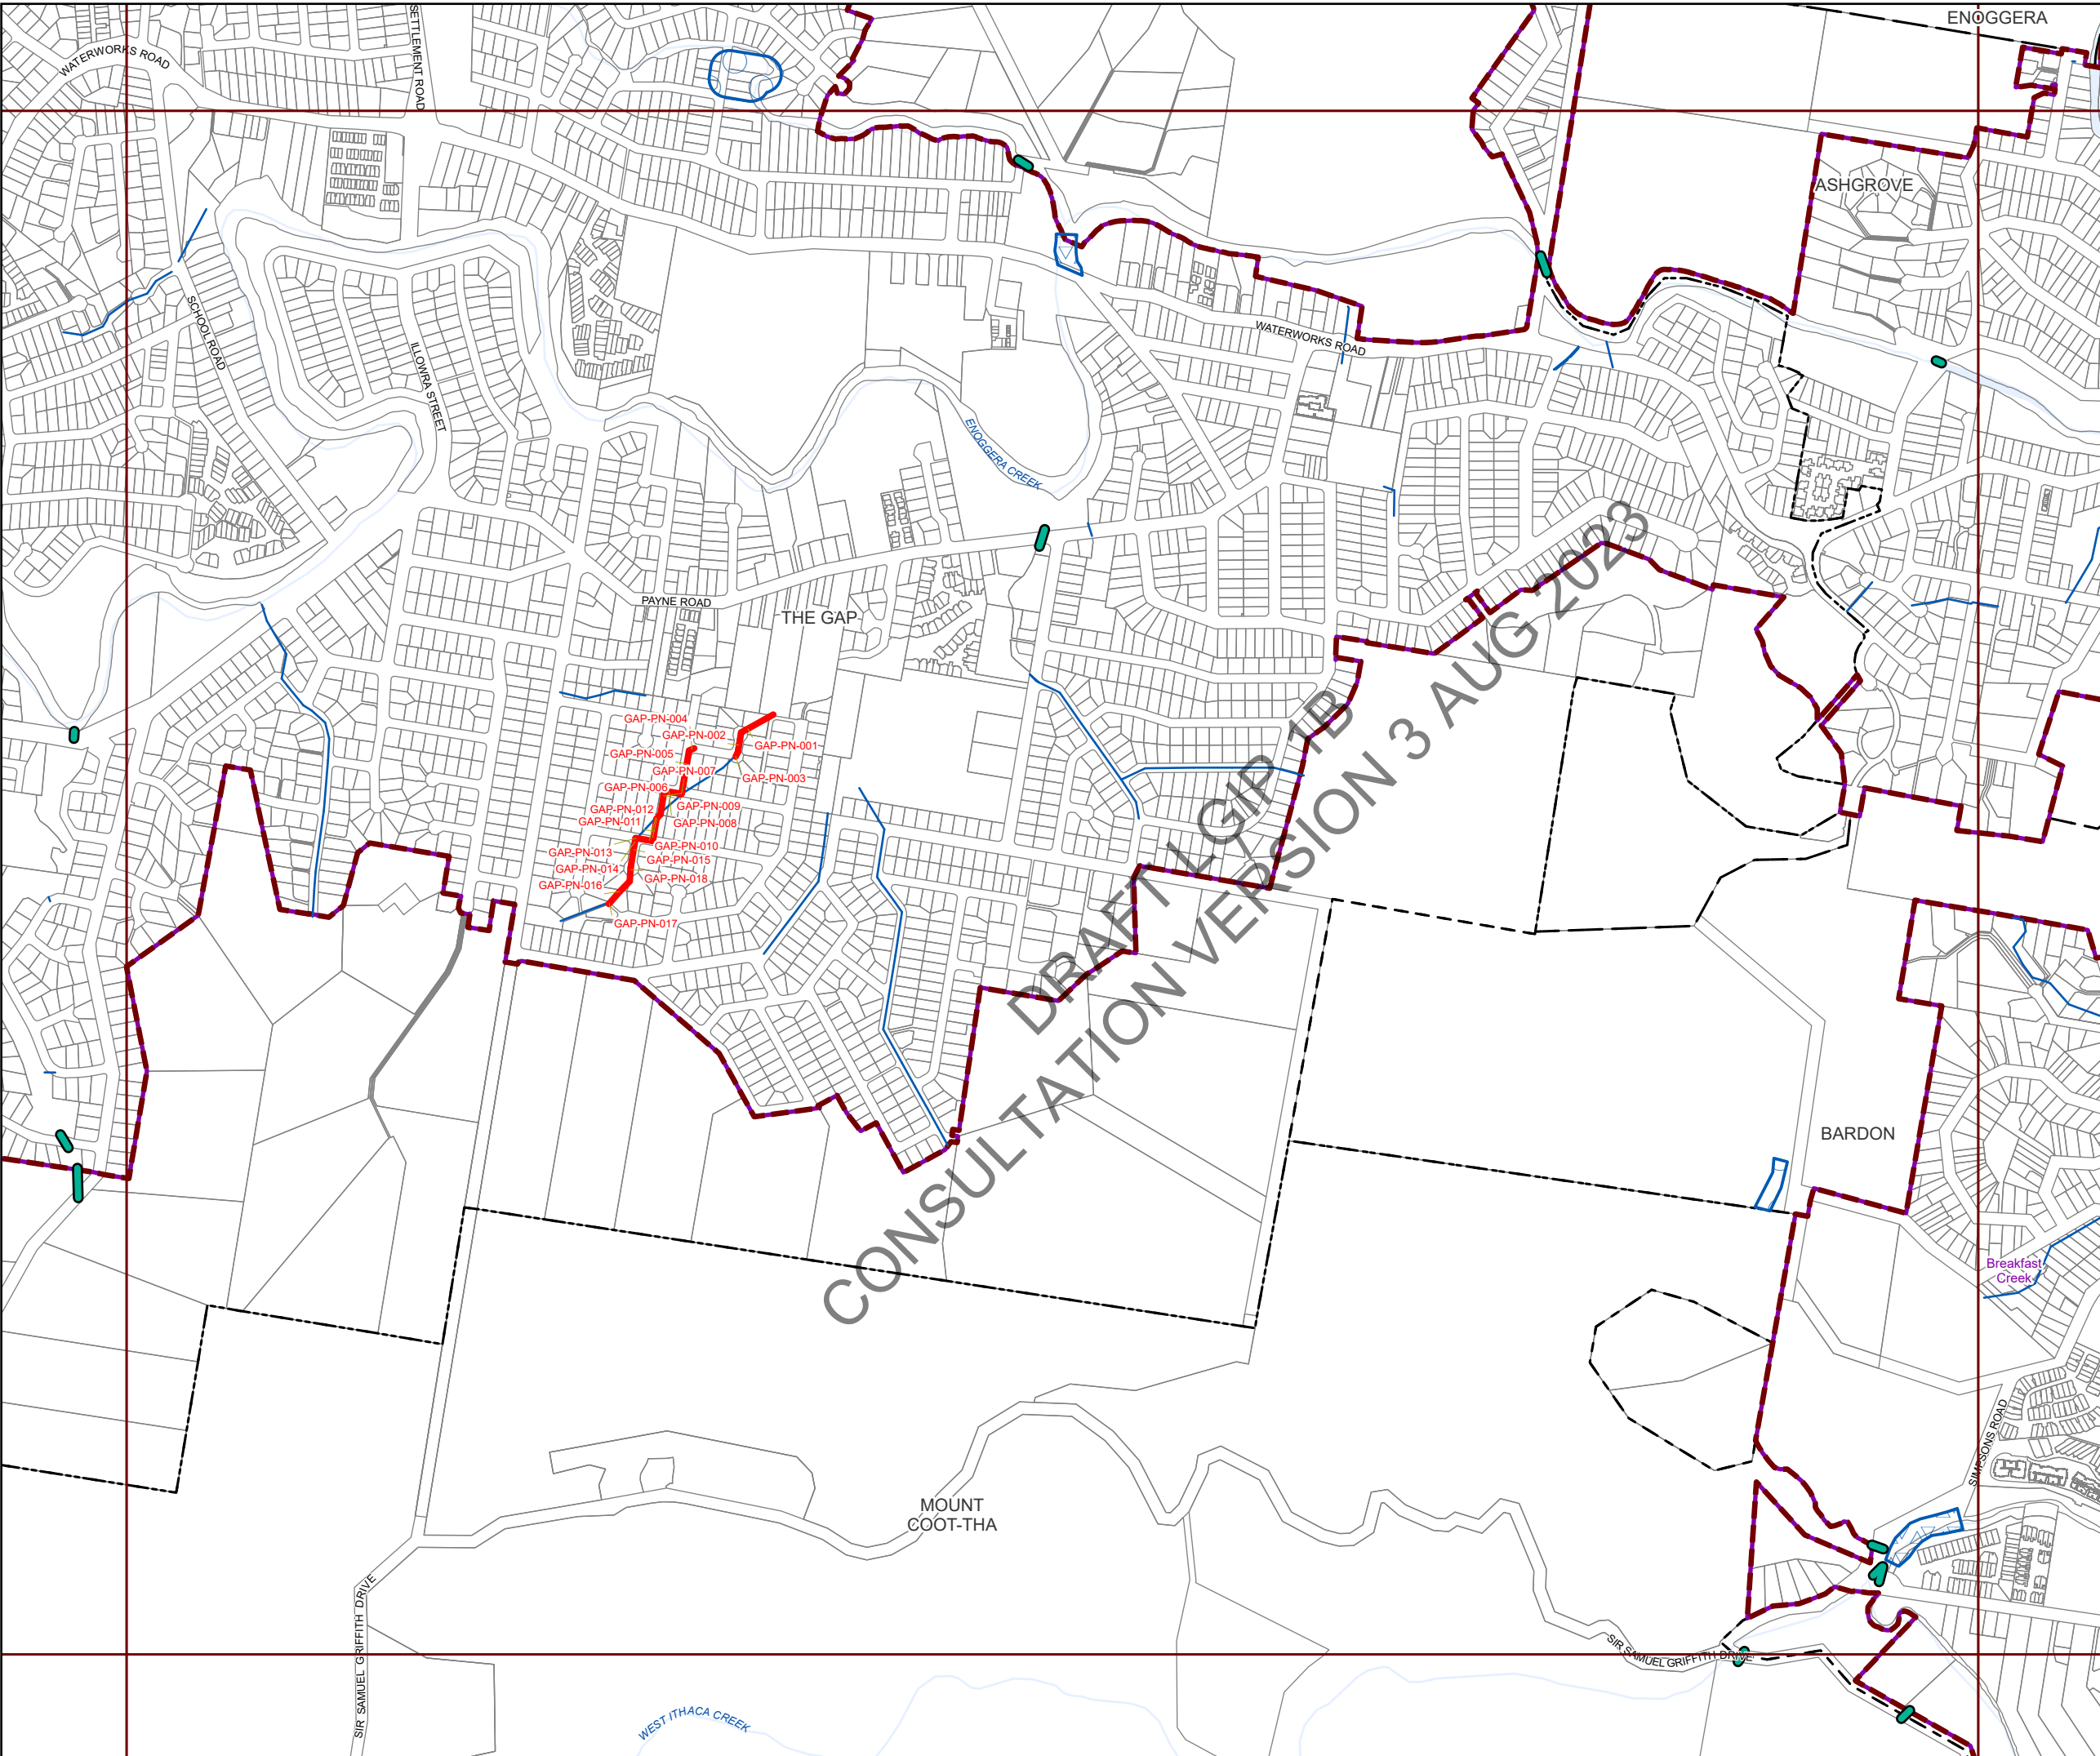 ENOGGERA
SETTLEMENT ROAD
WATERWORKS ROAD
ASHGROVE
SCHOOL ROAD
ILLOWRA STREET
WATERWORKS ROAD
ENOGGERA CREEK
PAYNE ROAD
THE GAP
GAP-PN-004
GAP-PN-002
GAP-PN-001
GAP-PN-005
GAP-PN-007
GAP-PN-003
GAP-PN-006
GAP-PN-009
GAP-PN-012
GAP-PN-011
GAP-PN-008
GAP-PN-010
GAP-PN-013
GAP-PN-015
GAP-PN-014
GAP-PN-018
GAP-PN-016
GAP-PN-017
DRAFT LGIP 1B
CONSULTATION VERSION 3 AUG 2023
BARDON
Breakfast
Creek
SIMPSONS ROAD
MOUNT
COOT-THA
SIR SAMUEL GRIFFITH DRIVE
SIR SAMUEL GRIFFITH DRIVE
WEST ITHACA CREEK